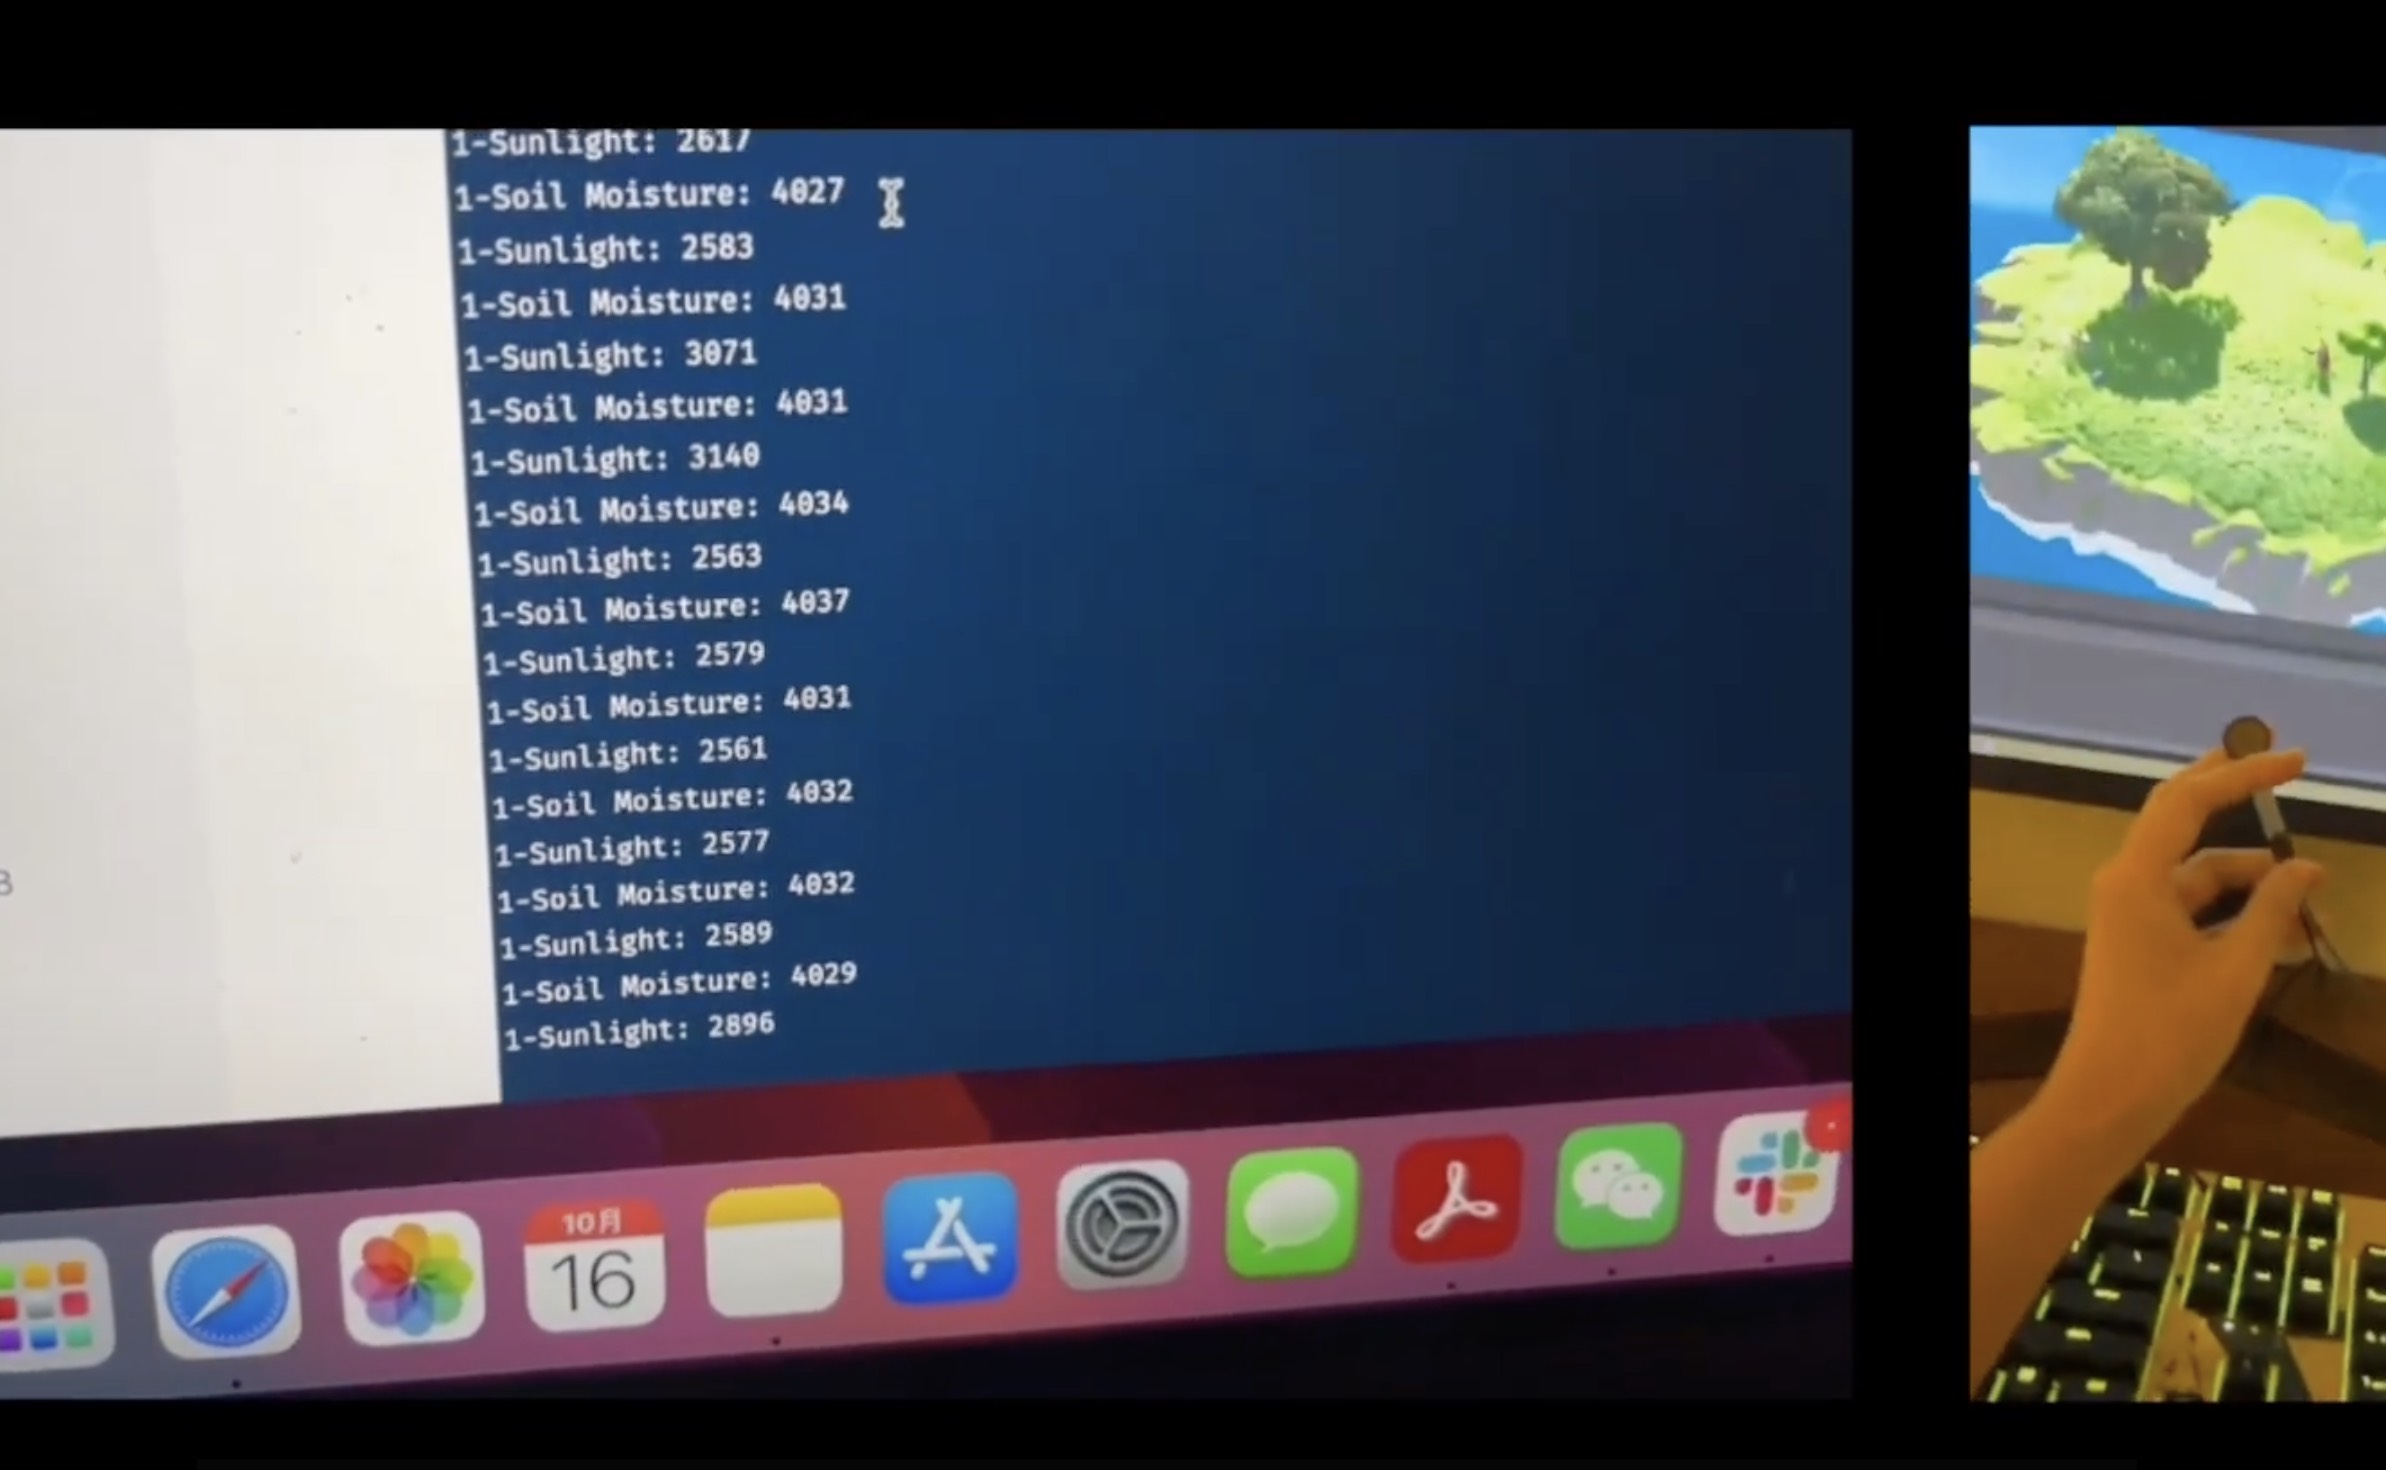 1-Sunlight: 2617
1-Soil Moisture: 4027
1-Sunlight: 2583
1-Soil Moisture: 4031
1-Sunlight: 3071
1-Soil Moisture: 4031
1-Sunlight: 3140
1-Soil Moisture: 4034
1-Sunlight: 2563
1-Soil Moisture: 4037
1-Sunlight: 2579
1-Soil Moisture: 4031
1-Sunlight: 2561
1-Soil Moisture: 4032
1-Sunlight: 2577
1-Soil Moisture: 4032
1-Sunlight: 2589
1-Soil Moisture: 4029
1-Sunlight: 2896
10月
16